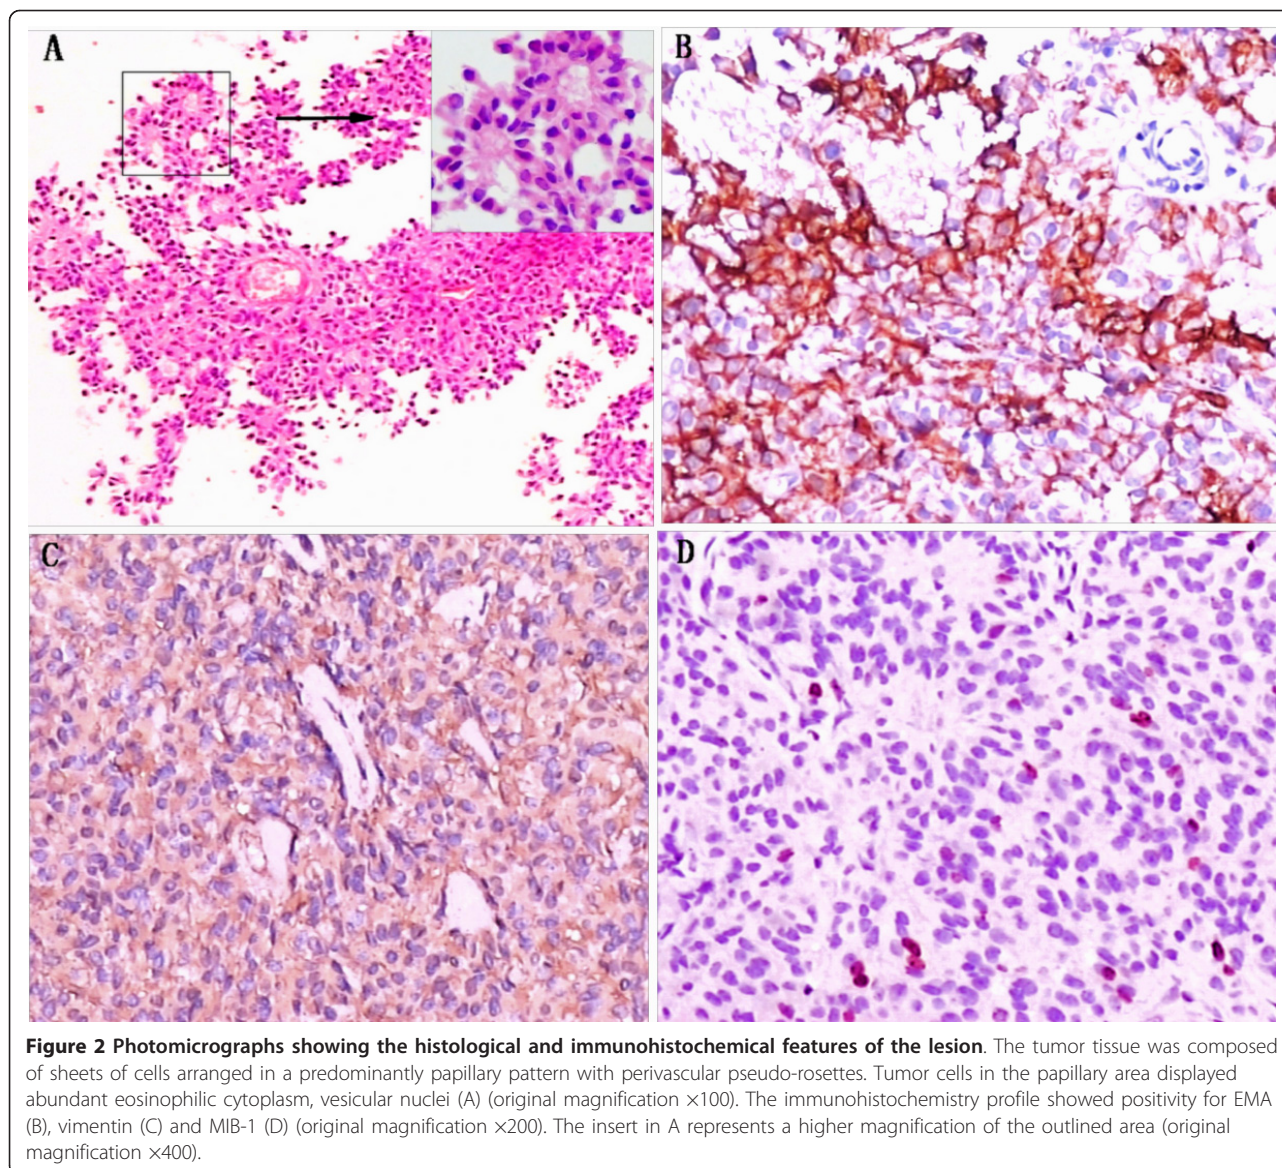 A
B
C
D
Figure 2 Photomicrographs showing the histological and immunohistochemical features of the lesion. The tumor tissue was composed
of sheets of cells arranged in a predominantly papillary pattern with perivascular pseudo-rosettes. Tumor cells in the papillary area displayed
abundant eosinophilic cytoplasm, vesicular nuclei (A) (original magnification ×100). The immunohistochemistry profile showed positivity for EMA
(B), vimentin (C) and MIB-1 (D) (original magnification ×200). The insert in A represents a higher magnification of the outlined area (original
magnification ×400).